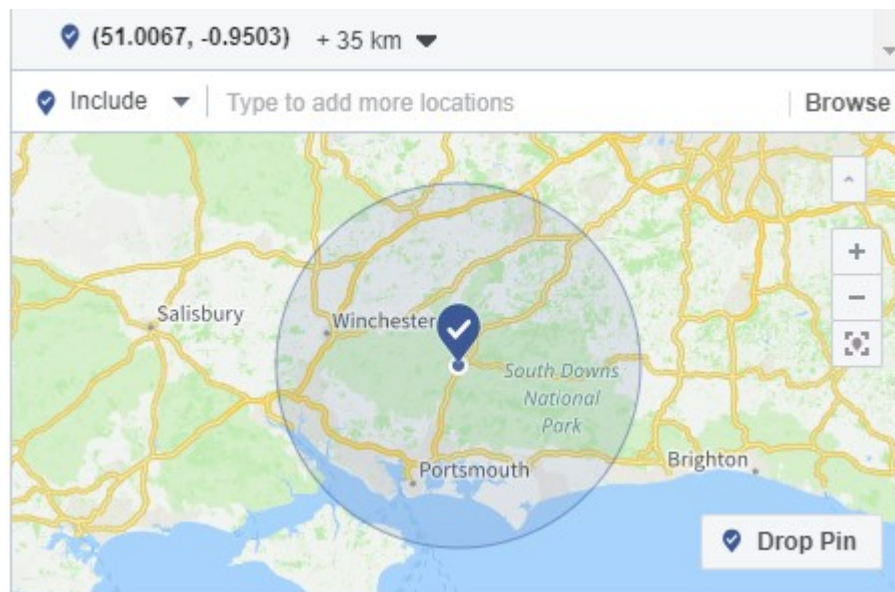 (51.0067, -0.9503) + 35 km
Include Type to add more locations Browse
Salisbury
Winchester
South Downs
National
Park
Portsmouth
Brighton
Drop Pin